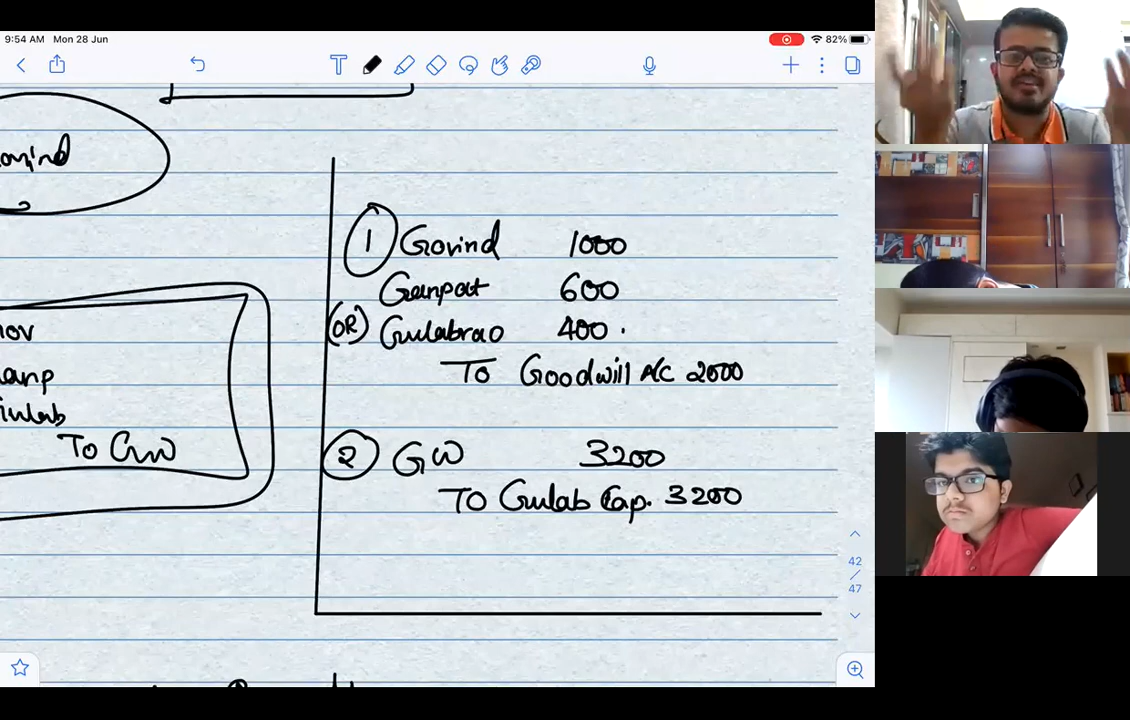 9:54 AM Mon 28 Jun
82%
① Govind 1000
Ganpat 600
(OR) Gulabrao 400.
To Goodwill A/C 2000
② GW 3200
To Gulab Cap. 3200
To GW
42
/
47